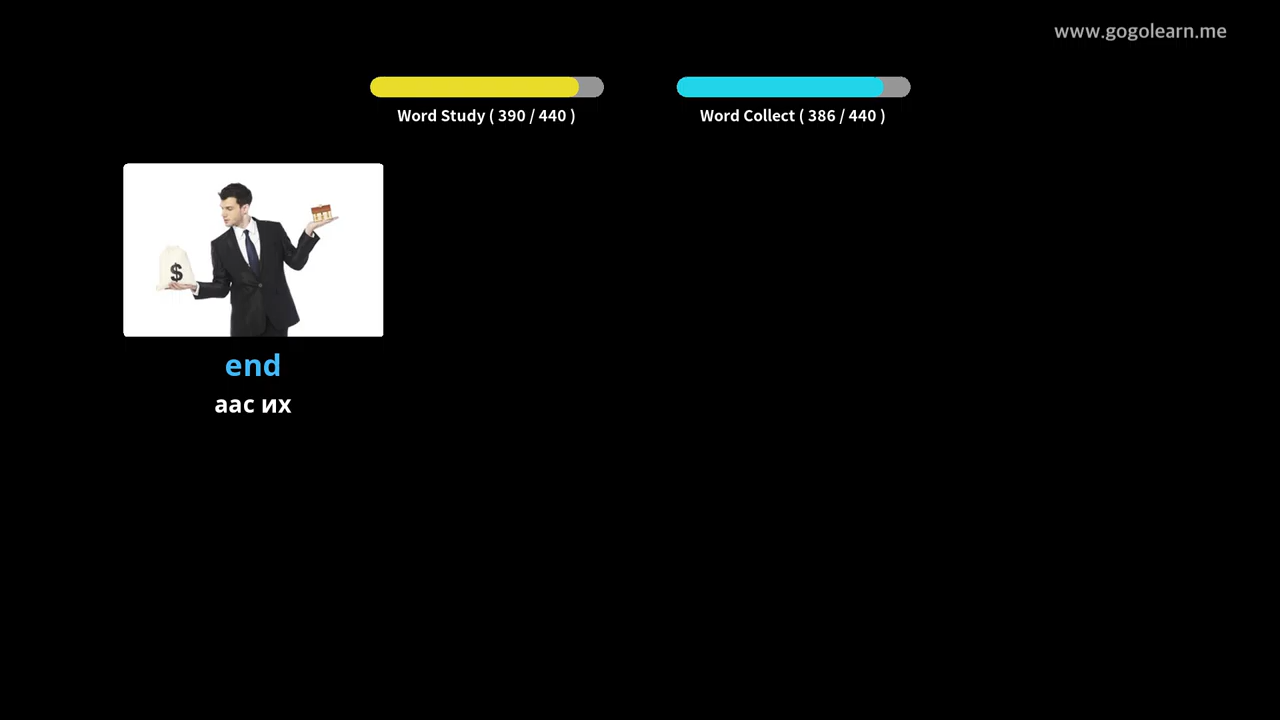 www.gogolearn.me
Word Study ( 390 / 440 )
Word Collect ( 386 / 440 )
$
end
аас их